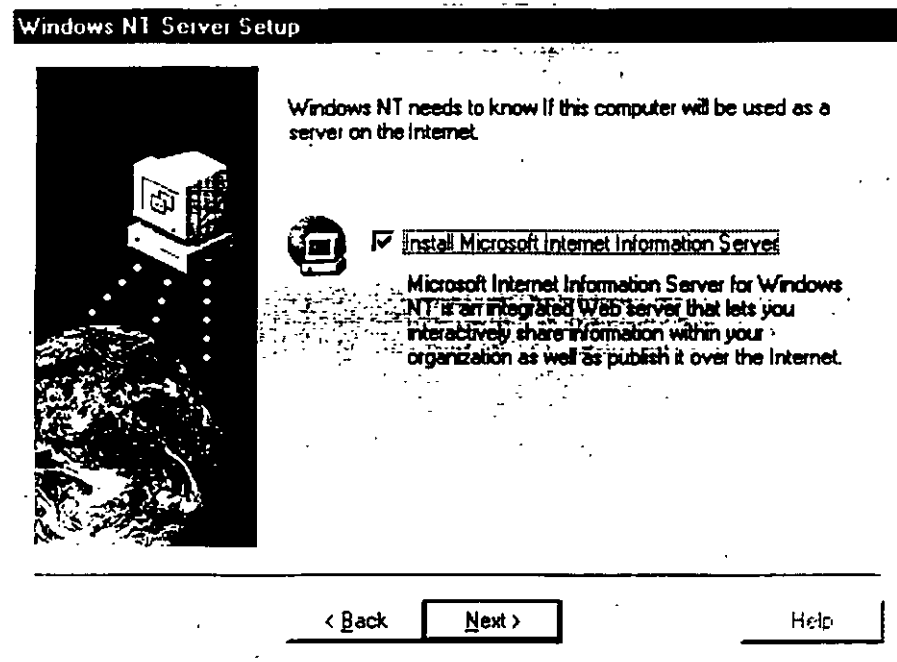 Windows NT Server Setup
Windows NT needs to know If this computer will be used as a
server on the Internet.
Install Microsoft Internet Information Server
Microsoft Internet Information Server for Windows
NT is an integrated Web server that lets you
interactively share information within your
organization as well as publish it over the Internet.
< Back
Next >
Help